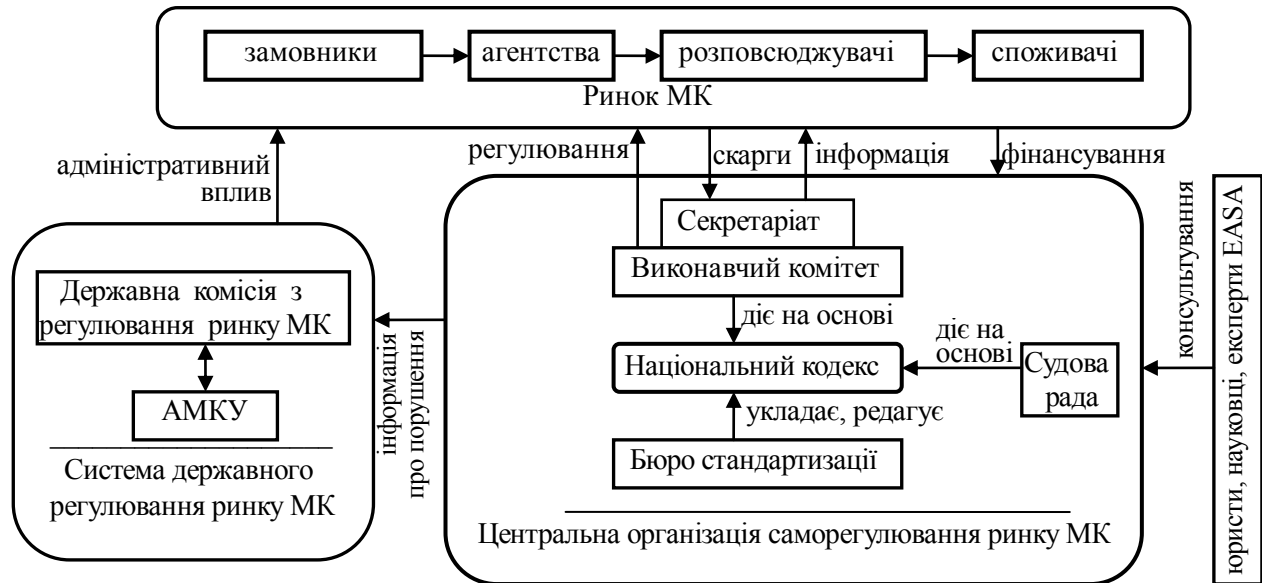 замовники
агентства
розповсюджувачі
споживачі
Ринок МК
адміністративний
вплив
регулювання
скарги
інформація
фінансування
Державна комісія з
регулювання ринку МК
АМКУ
Система державного
регулювання ринку МК
інформація
про порушення
Секретаріат
Виконавчий комітет
діє на основі
Національний кодекс
діє на
основі
Судова
рада
укладає, редагує
Бюро стандартизації
Центральна організація саморегулювання ринку МК
консультування
юристи, науковці, експерти EASA